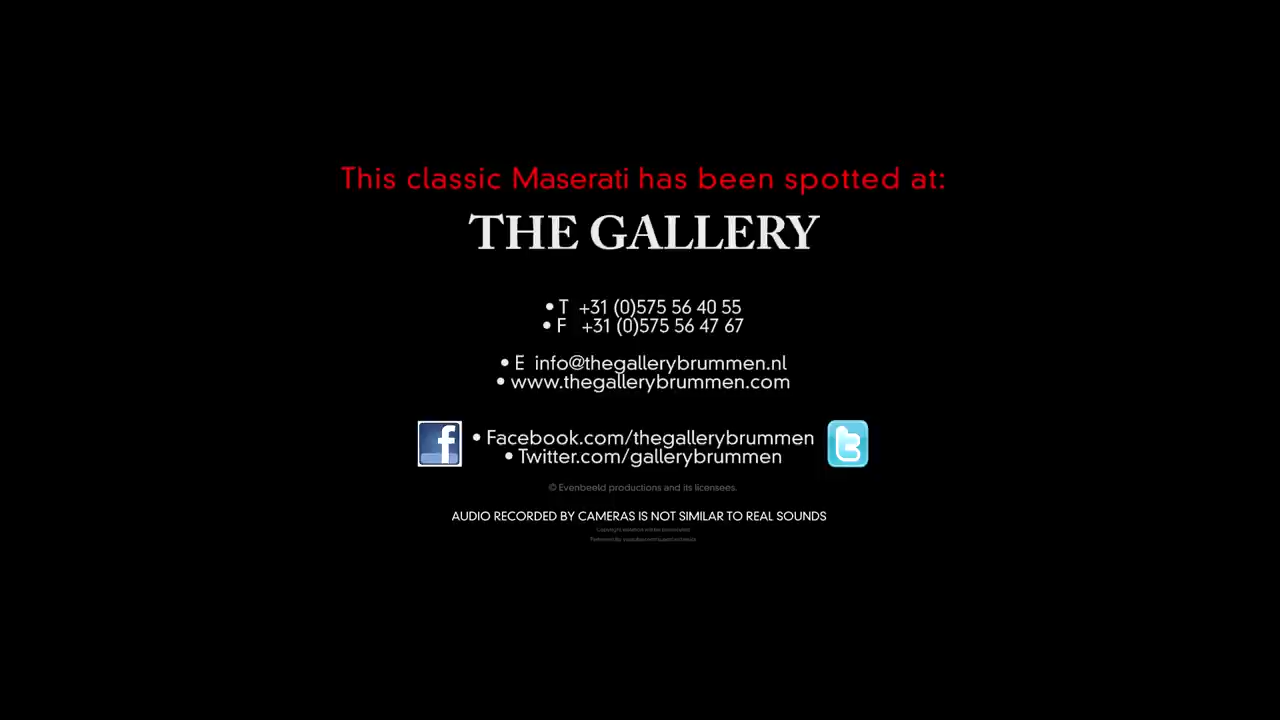 This classic Maserati has been spotted at:
THE GALLERY
• T +31 (0)575 56 40 55
• F +31 (0)575 56 47 67
• E info@thegallerybrummen.nl
• www.thegallerybrummen.com
• Facebook.com/thegallerybrummen
• Twitter.com/gallerybrummen
© Evenbeeld productions and its licensees.
AUDIO RECORDED BY CAMERAS IS NOT SIMILAR TO REAL SOUNDS